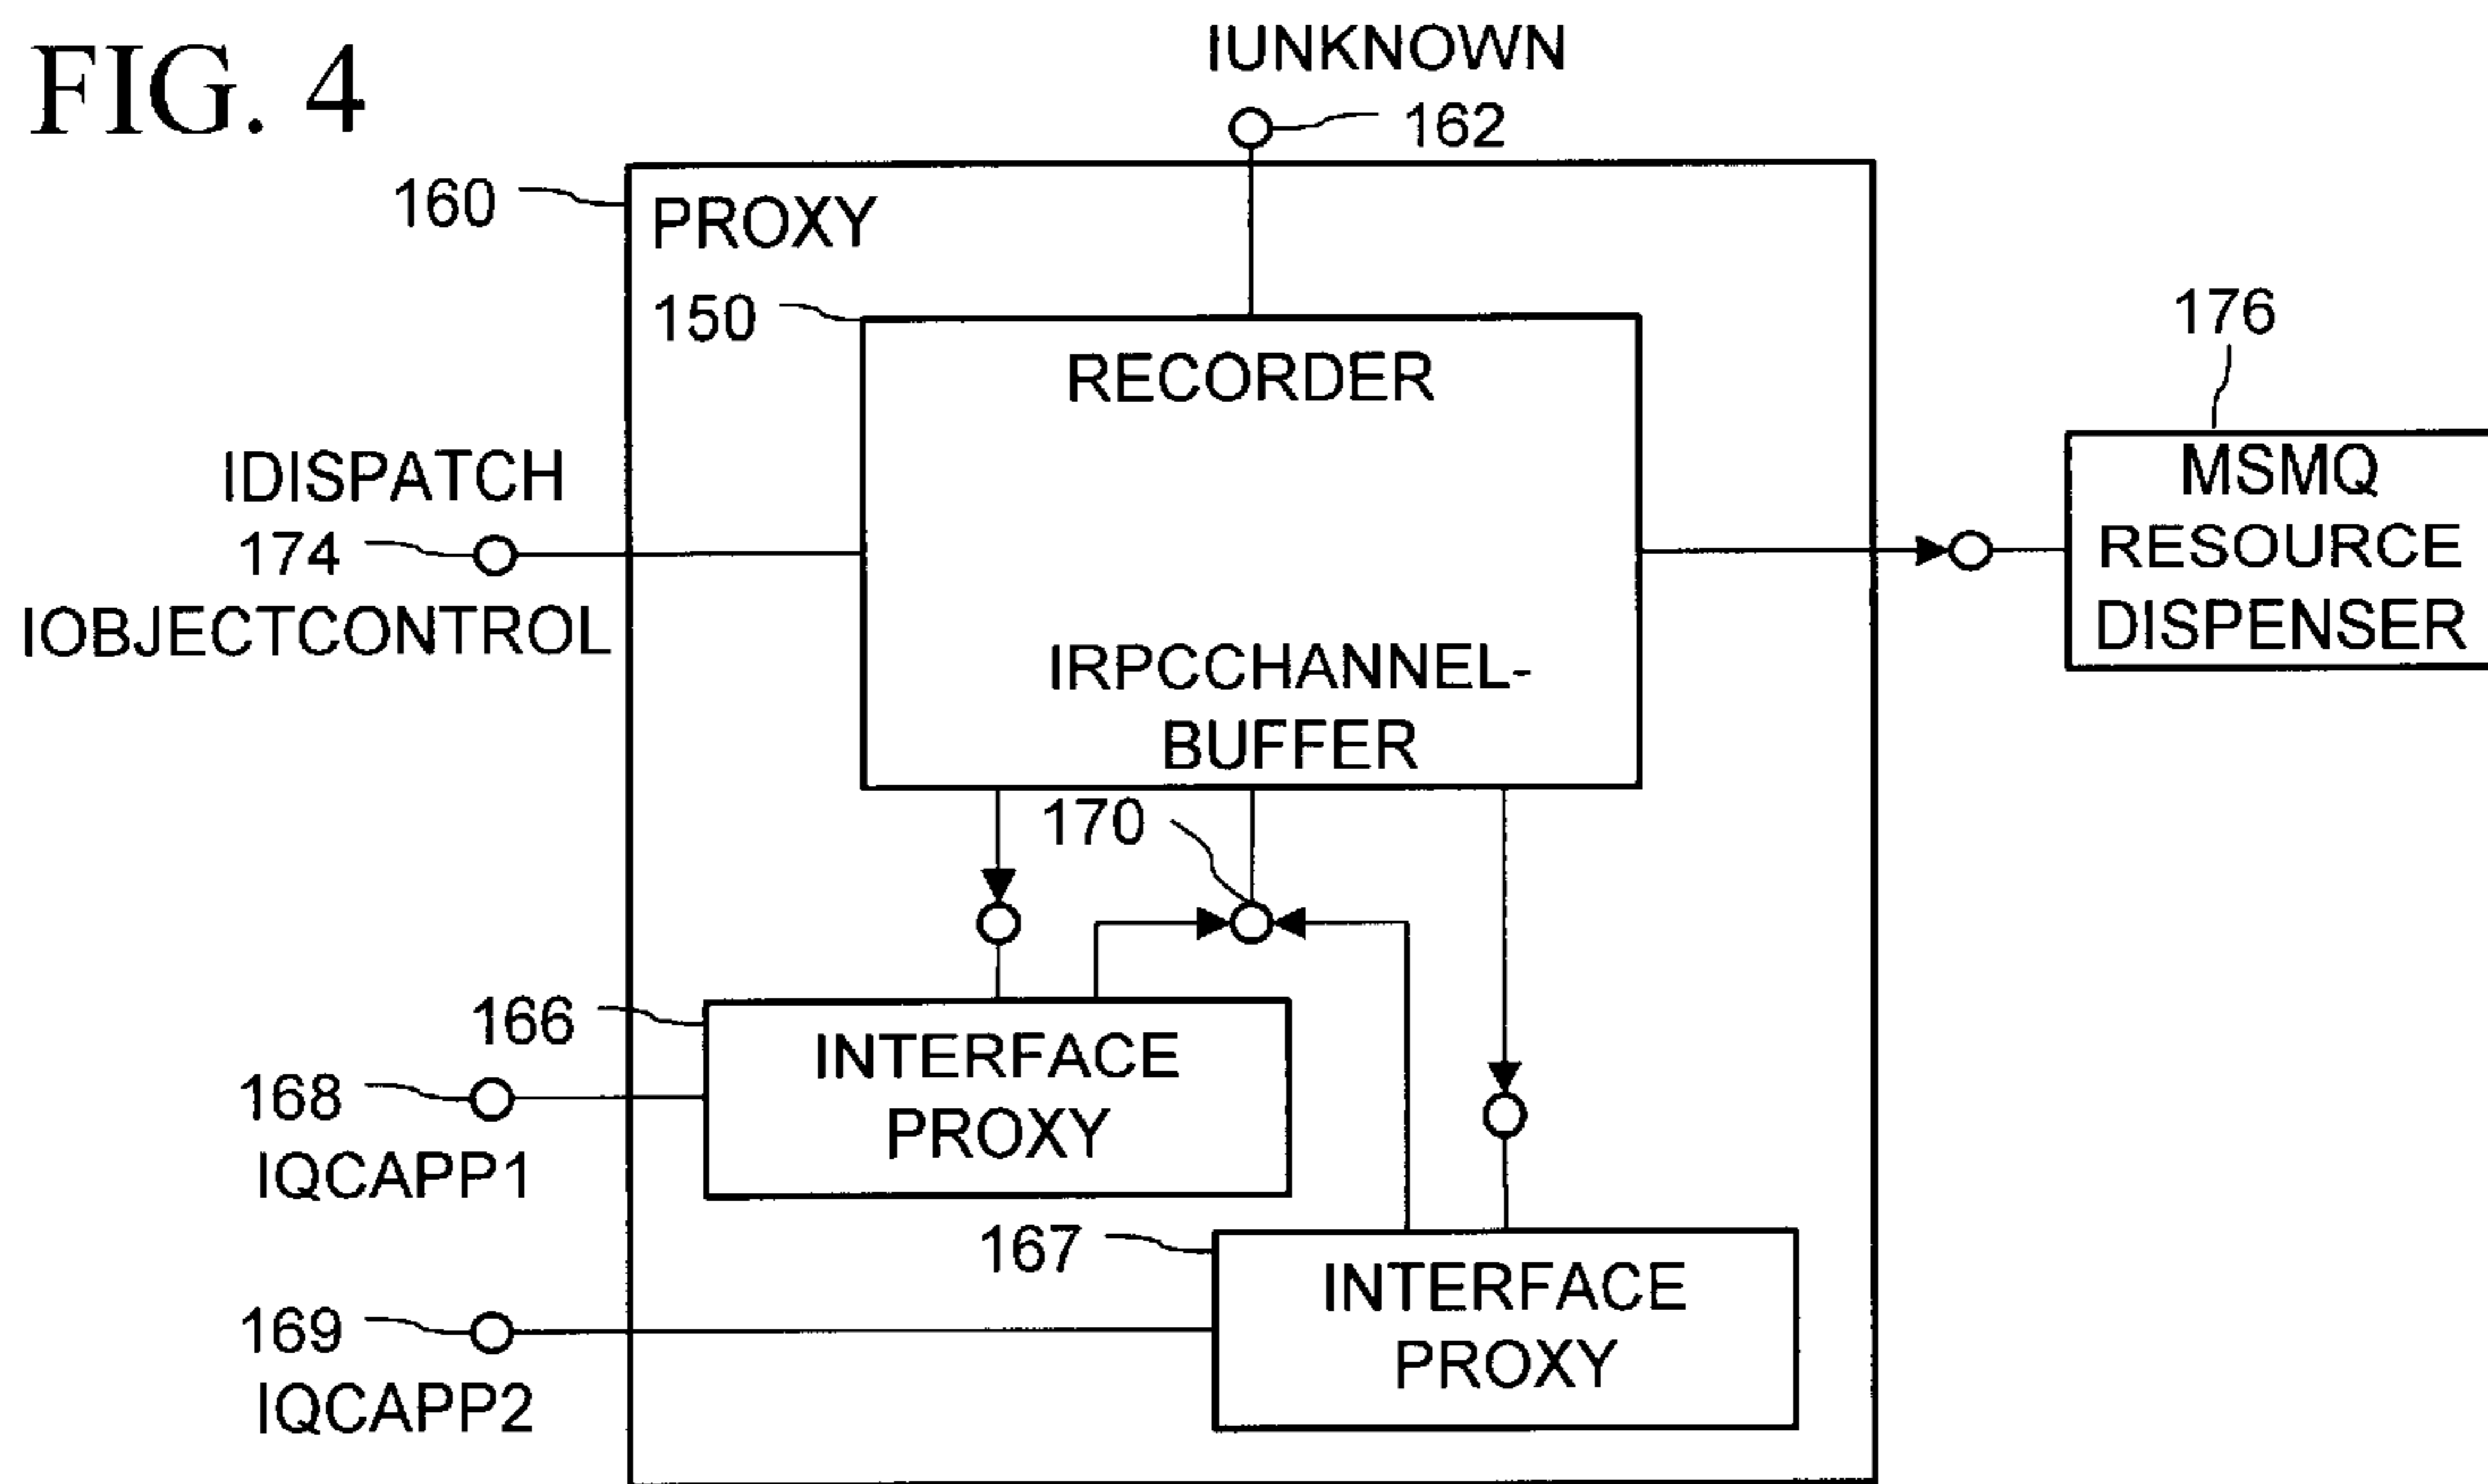 FIG. 4
IUNKNOWN
162
160
PROXY
150
RECORDER
176
IDISPATCH
174
IOBJECTCONTROL
MSMQ
RESOURCE
DISPENSER
IRPCCHANNEL-
BUFFER
170
166
INTERFACE
PROXY
168
IQCAPP1
167
INTERFACE
PROXY
169
IQCAPP2